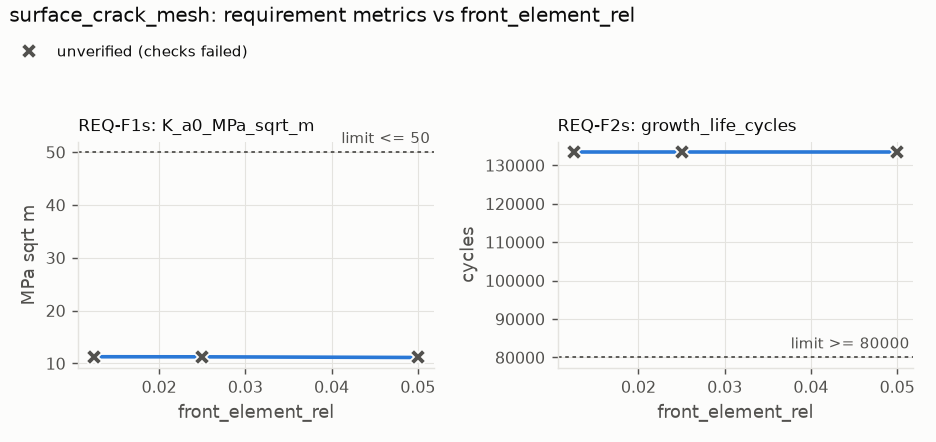 surface_crack_mesh: requirement metrics vs front_element_rel
unverified (checks failed)
REQ-F1s: K_a0_MPa_sqrt_m
limit <= 50
50
40
30
20
10
MPa sqrt m
0.02 0.03 0.04 0.05
front_element_rel
REQ-F2s: growth_life_cycles
130000
120000
110000
100000
90000
80000
limit >= 80000
cycles
0.02 0.03 0.04 0.05
front_element_rel